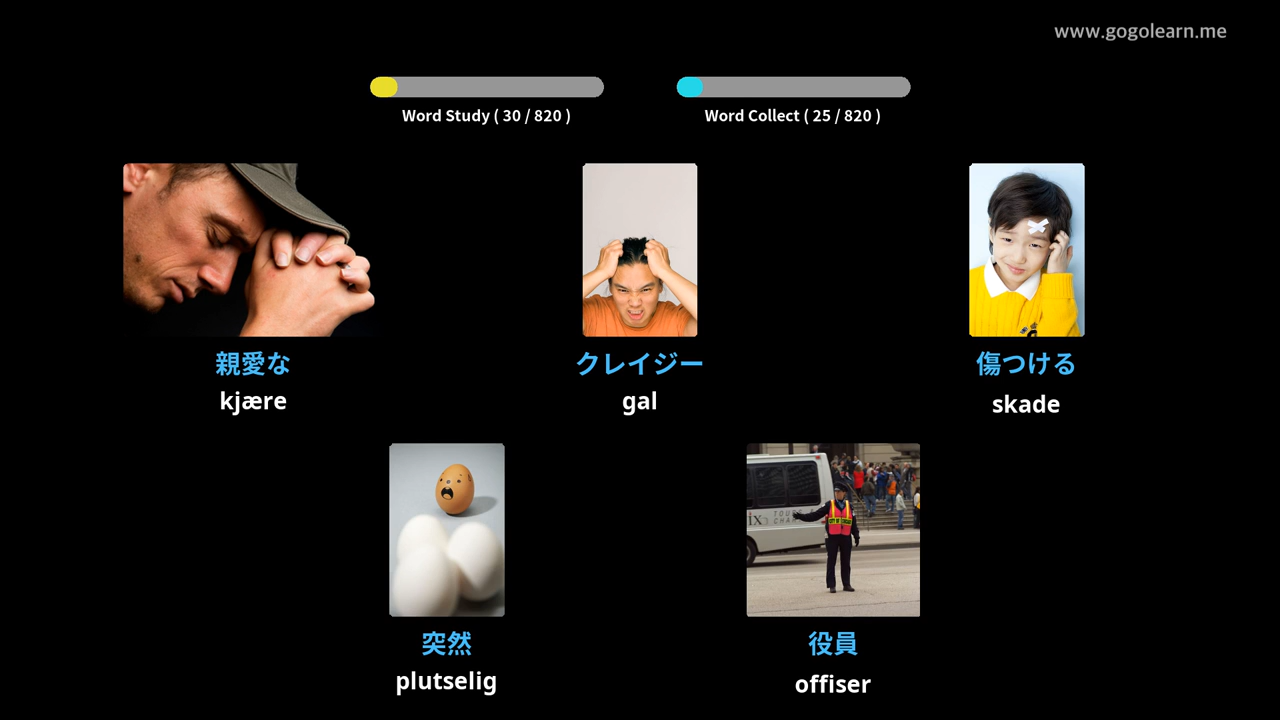 www.gogolearn.me
Word Study ( 30 / 820 )
Word Collect ( 25 / 820 )
親愛な
kjære
クレイジー
gal
傷つける
skade
突然
plutselig
役員
offiser